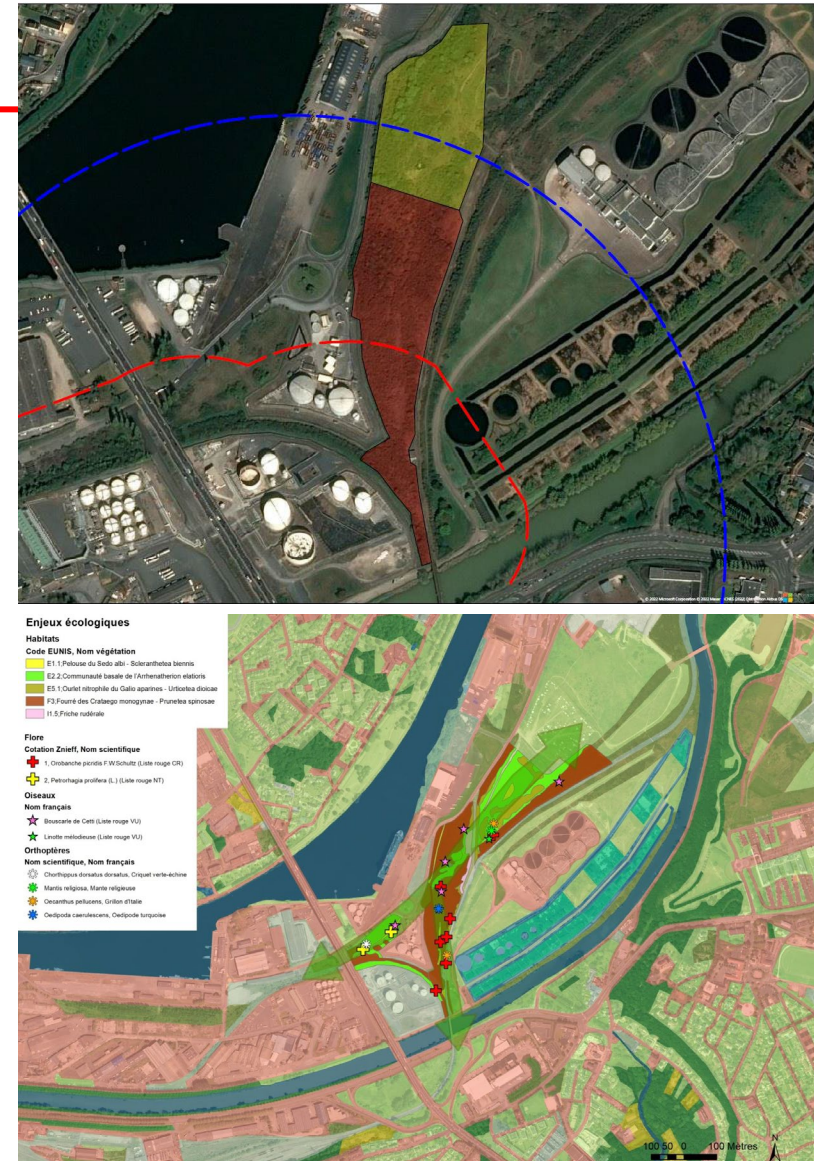 Enjeux écologiques
Habitats
Code EUNIS, Nom végétation
E1.1;Pelouse du Sedo albi - Scleranthetea biennis
E2.2;Communauté basale de l'Arrhenatherion elatioris
E5.1;Ourlet nitrophile du Galio aparines - Urticetea dioicae
F3;Fourré des Crataego monogynae - Prunetea spinosae
I1.5;Friche rudérale
Flore
Cotation Znieff, Nom scientifique
1, Orobanche picridis F.W.Schultz (Liste rouge CR)
2, Petrorhagia prolifera (L.) (Liste rouge NT)
Oiseaux
Nom français
Bouscarle de Cetti (Liste rouge VU)
Linotte mélodieuse (Liste rouge VU)
Orthoptères
Nom scientifique, Nom français
Chorthippus dorsatus dorsatus, Criquet verte-échine
Mantis religiosa, Mante religieuse
Oecanthus pellucens, Grillon d'Italie
Oedipoda caerulescens, Oedipode turquoise
N
100 50 0 100 Mètres